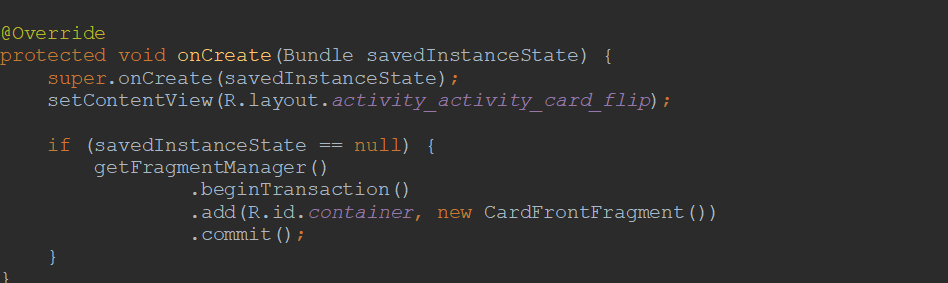 @Override
protected void onCreate(Bundle savedInstanceState) {
    super.onCreate(savedInstanceState);
    setContentView(R.layout.activity_activity_card_flip);

    if (savedInstanceState == null) {
        getFragmentManager()
                .beginTransaction()
                .add(R.id.container, new CardFrontFragment())
                .commit();
    }
}